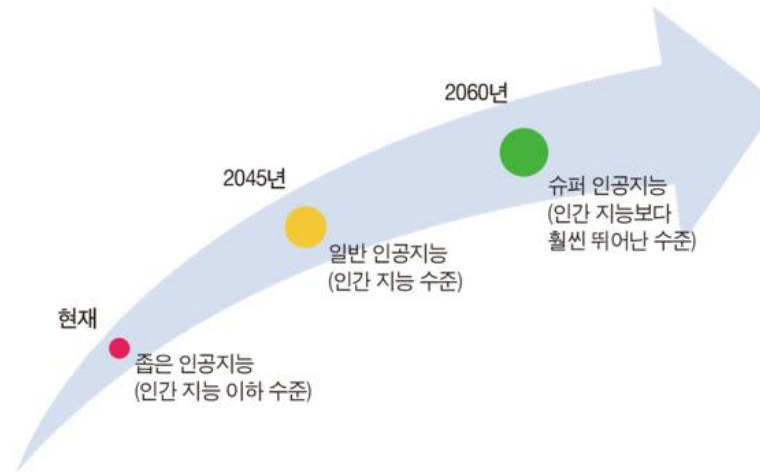 2060년
슈퍼 인공지능
(인간 지능보다
훨씬 뛰어난 수준)
2045년
일반 인공지능
(인간 지능 수준)
현재
좁은 인공지능
(인간 지능 이하 수준)